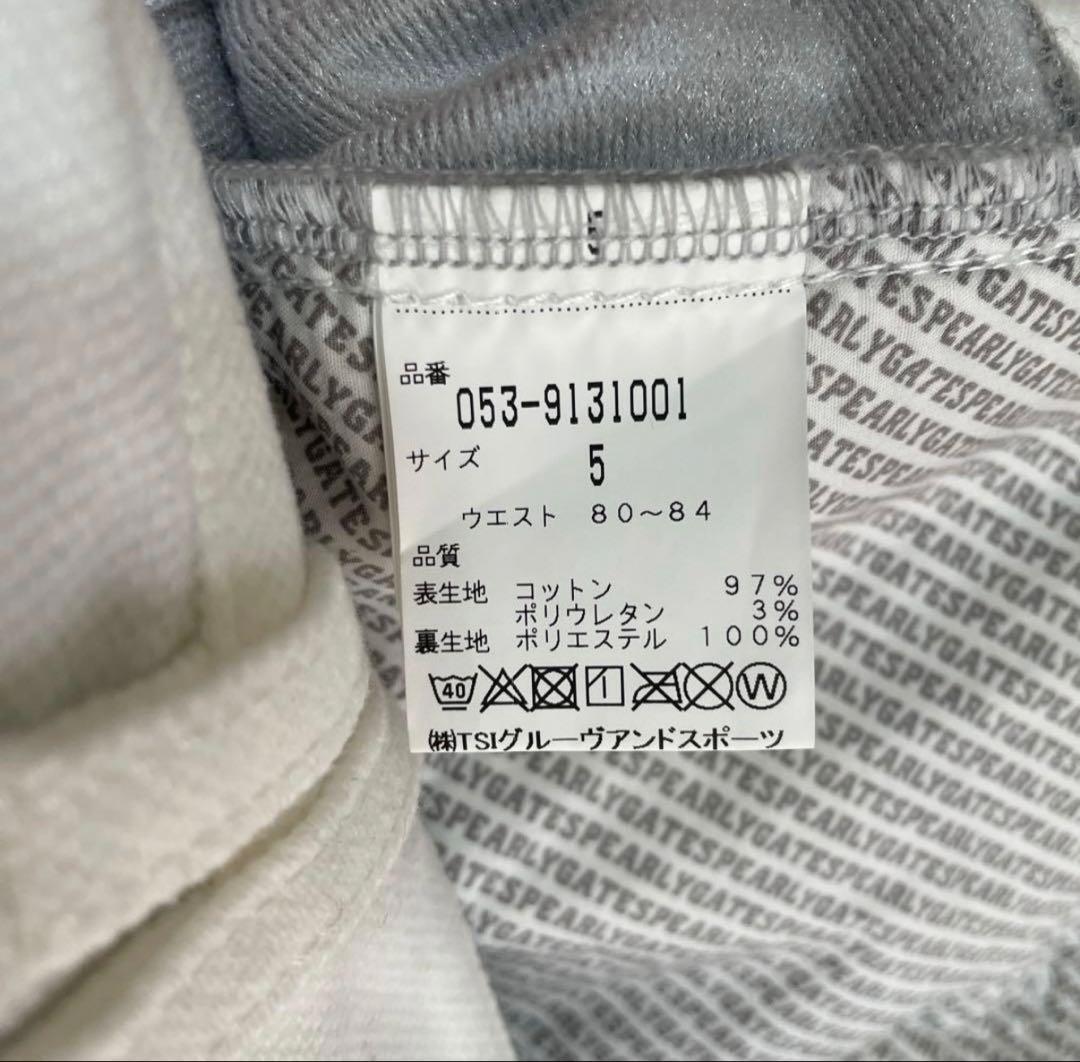 品番
053-9131001
サイズ 5
ウエスト 80～84
品質
表生地 コットン 97%
ポリウレタン 3%
裏生地 ポリエステル 100%
40 W
㈱TSIグルーヴアンドスポーツ
PEARLYGATES